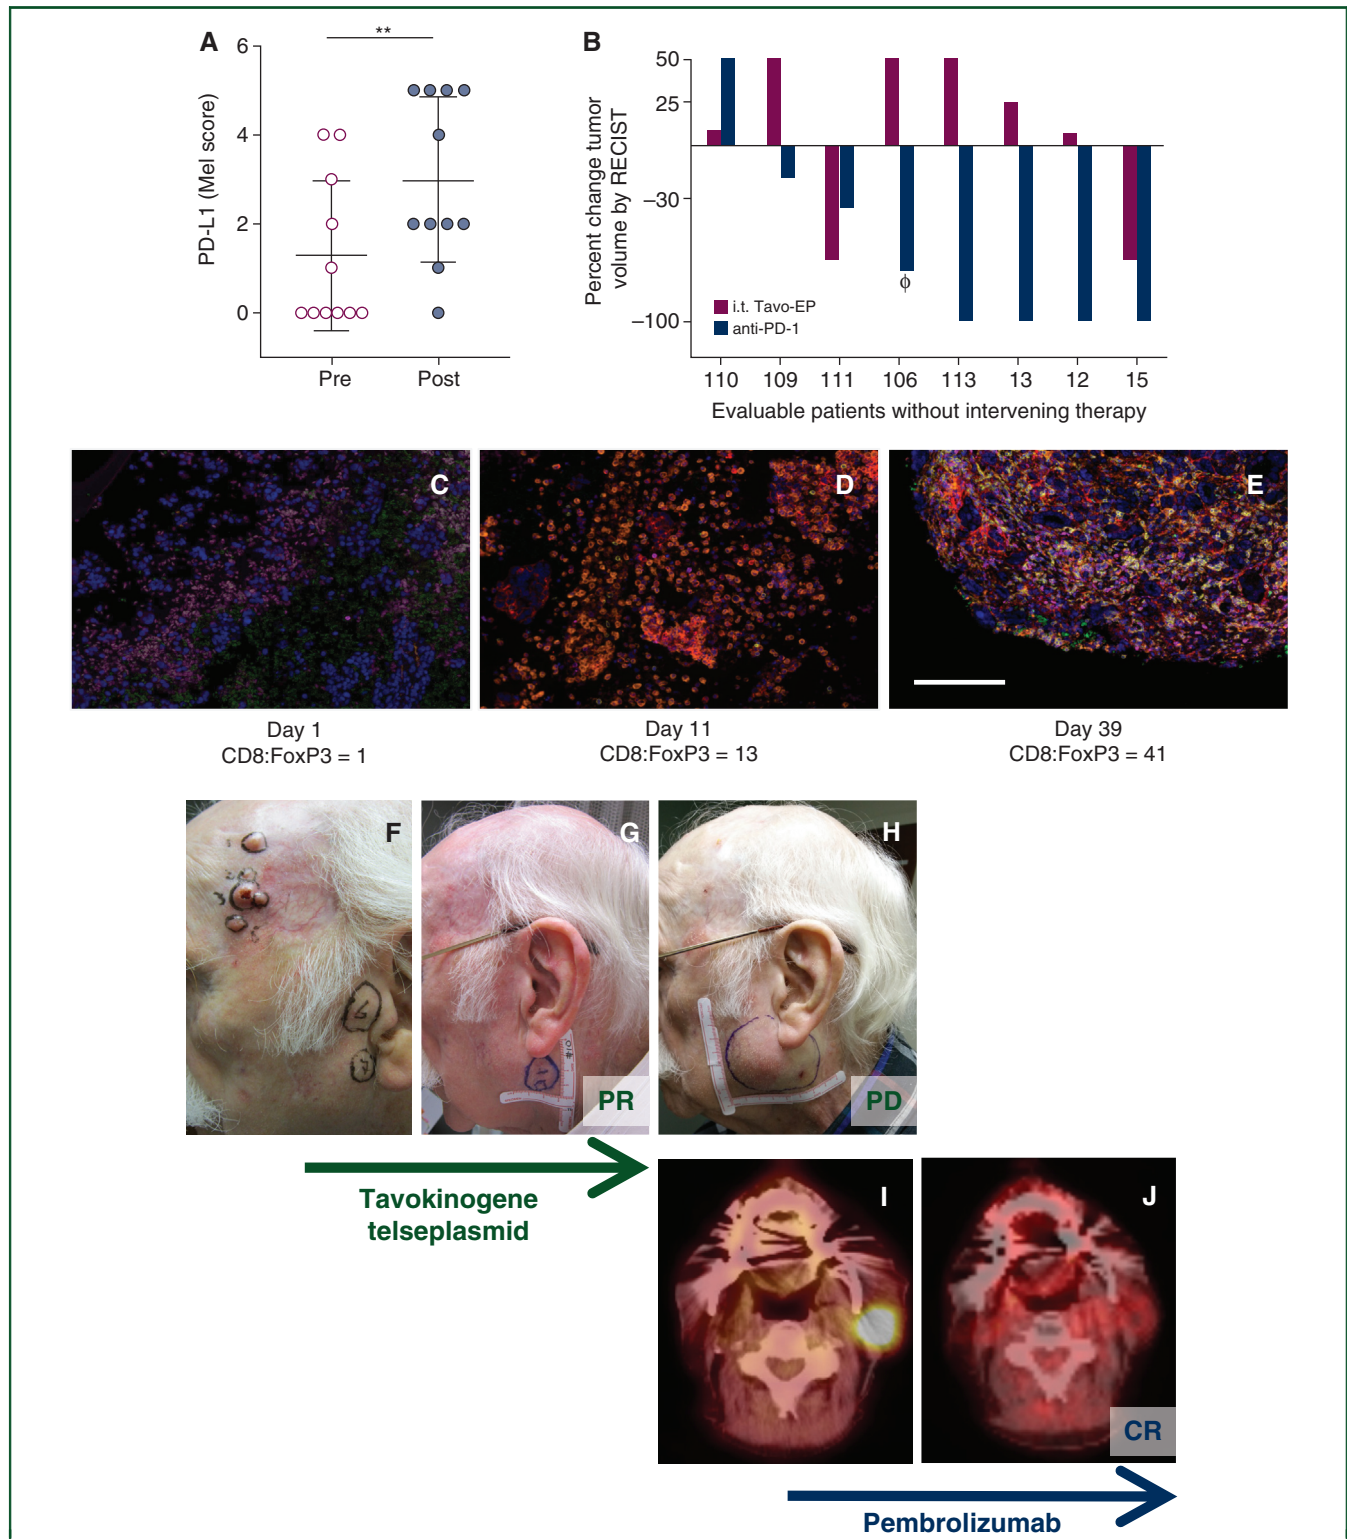 A
6
4
2
0
PD-L1 (Mel score)
**
Pre
Post
B
50
25
–30
–100
Percent change tumor
volume by RECIST
i.t. Tavo-EP
anti-PD-1
ϕ
110 109 111 106 113 13 12 15
Evaluable patients without intervening therapy
C
D
E
Day 1
CD8:FoxP3 = 1
Day 11
CD8:FoxP3 = 13
Day 39
CD8:FoxP3 = 41
F
G
PR
H
PD
Tavokinogene
telseplasmid
I
J
CR
Pembrolizumab